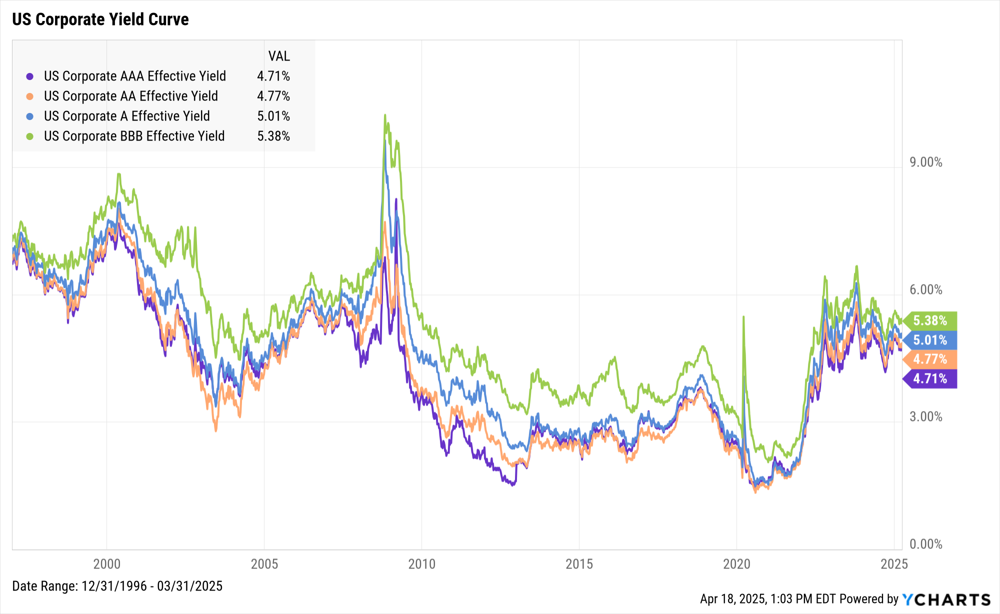 US Corporate Yield Curve
VAL
US Corporate AAA Effective Yield 4.71%
US Corporate AA Effective Yield 4.77%
US Corporate A Effective Yield 5.01%
US Corporate BBB Effective Yield 5.38%
9.00%
6.00%
5.38%
5.01%
4.77%
4.71%
3.00%
0.00%
2000 2005 2010 2015 2020 2025
Date Range: 12/31/1996 - 03/31/2025
Apr 18, 2025, 1:03 PM EDT Powered by YCHARTS